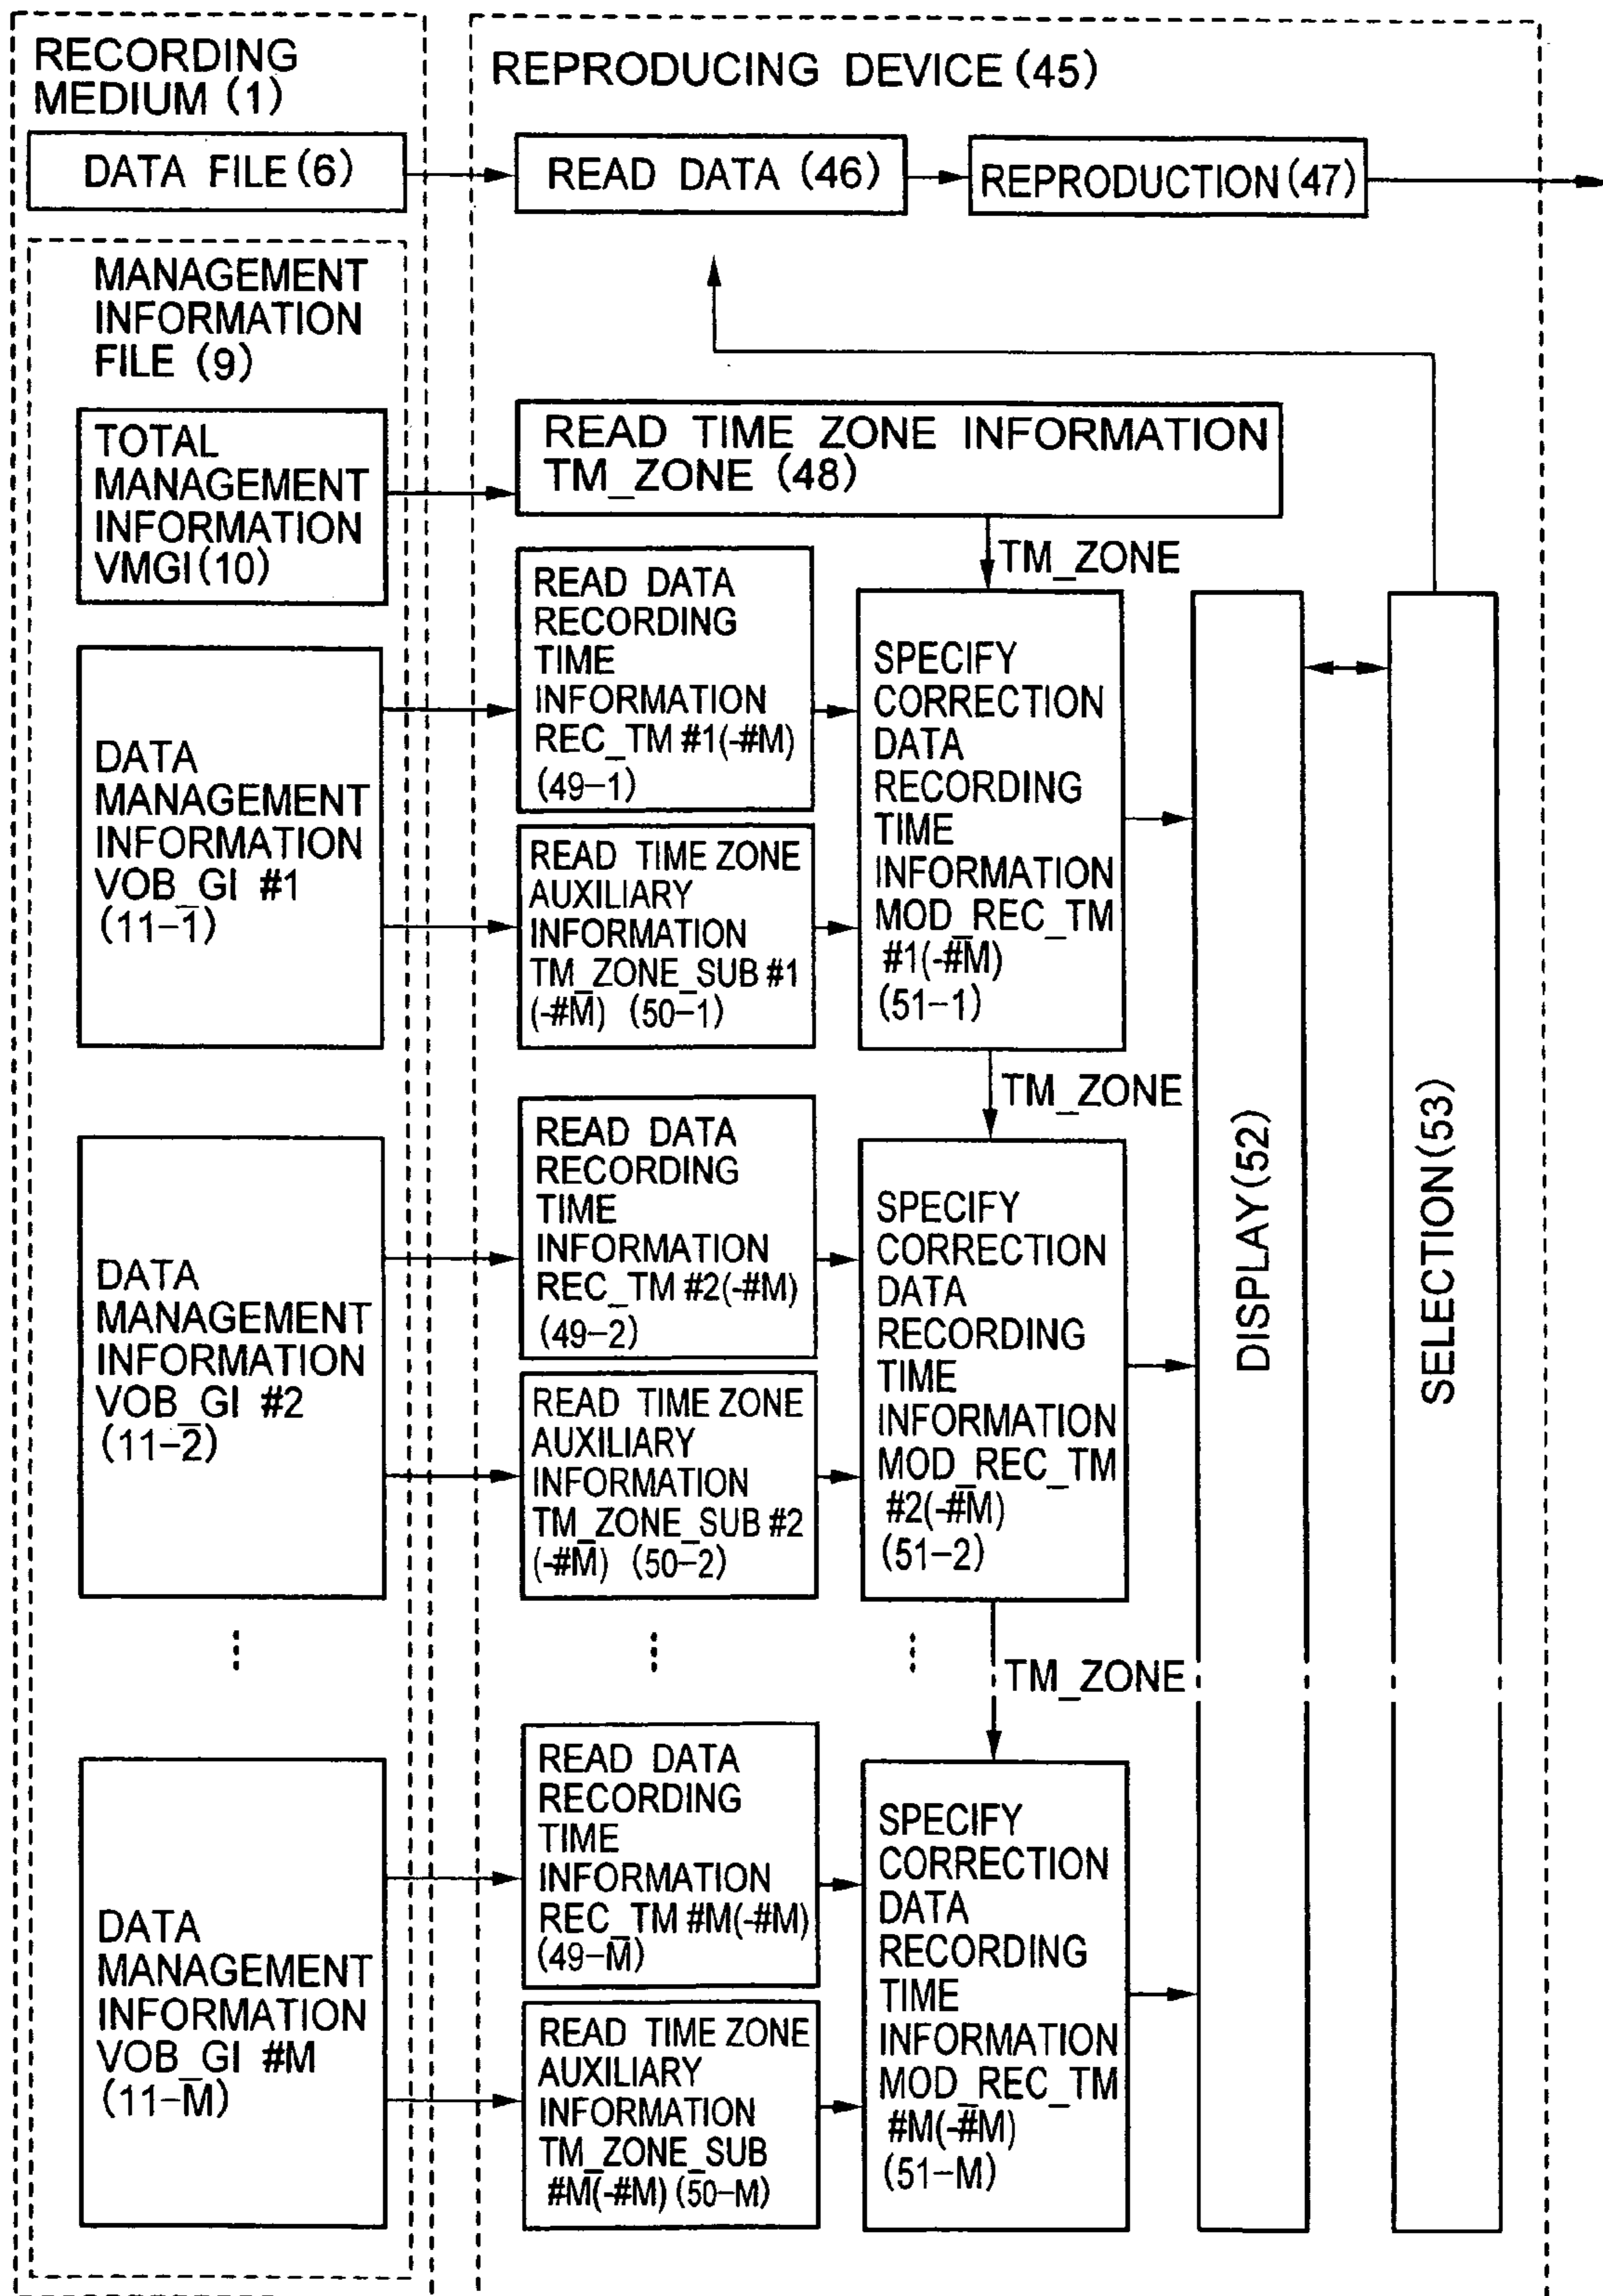 RECORDING
MEDIUM (1)
DATA FILE (6)
MANAGEMENT
INFORMATION
FILE (9)
TOTAL
MANAGEMENT
INFORMATION
VMGI (10)
DATA
MANAGEMENT
INFORMATION
VOB_GI #1
(11-1)
DATA
MANAGEMENT
INFORMATION
VOB_GI #2
(11-2)
DATA
MANAGEMENT
INFORMATION
VOB_GI #M
(11-M)
REPRODUCING DEVICE (45)
READ DATA (46)
REPRODUCTION (47)
READ TIME ZONE INFORMATION
TM_ZONE (48)
TM_ZONE
READ DATA
RECORDING
TIME
INFORMATION
REC_TM #1(-#M)
(49-1)
READ TIME ZONE
AUXILIARY
INFORMATION
TM_ZONE_SUB #1
(-#M) (50-1)
SPECIFY
CORRECTION
DATA
RECORDING
TIME
INFORMATION
MOD_REC_TM
#1(-#M)
(51-1)
TM_ZONE
READ DATA
RECORDING
TIME
INFORMATION
REC_TM #2(-#M)
(49-2)
READ TIME ZONE
AUXILIARY
INFORMATION
TM_ZONE_SUB #2
(-#M) (50-2)
SPECIFY
CORRECTION
DATA
RECORDING
TIME
INFORMATION
MOD_REC_TM
#2(-#M)
(51-2)
TM_ZONE
READ DATA
RECORDING
TIME
INFORMATION
REC_TM #M(-#M)
(49-M)
READ TIME ZONE
AUXILIARY
INFORMATION
TM_ZONE_SUB
#M(-#M) (50-M)
SPECIFY
CORRECTION
DATA
RECORDING
TIME
INFORMATION
MOD_REC_TM
#M(-#M)
(51-M)
DISPLAY (52)
SELECTION (53)